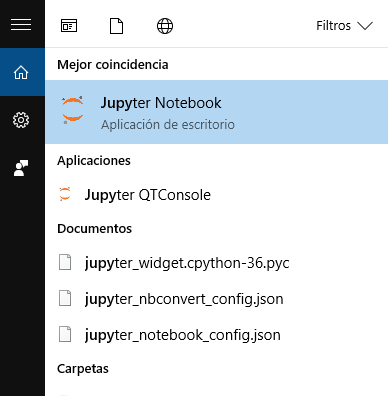 Filtros
Mejor coincidencia
Jupyter Notebook
Aplicación de escritorio
Aplicaciones
Jupyter QTConsole
Documentos
jupyter_widget.cpython-36.pyc
jupyter_nbconvert_config.json
jupyter_notebook_config.json
Carpetas